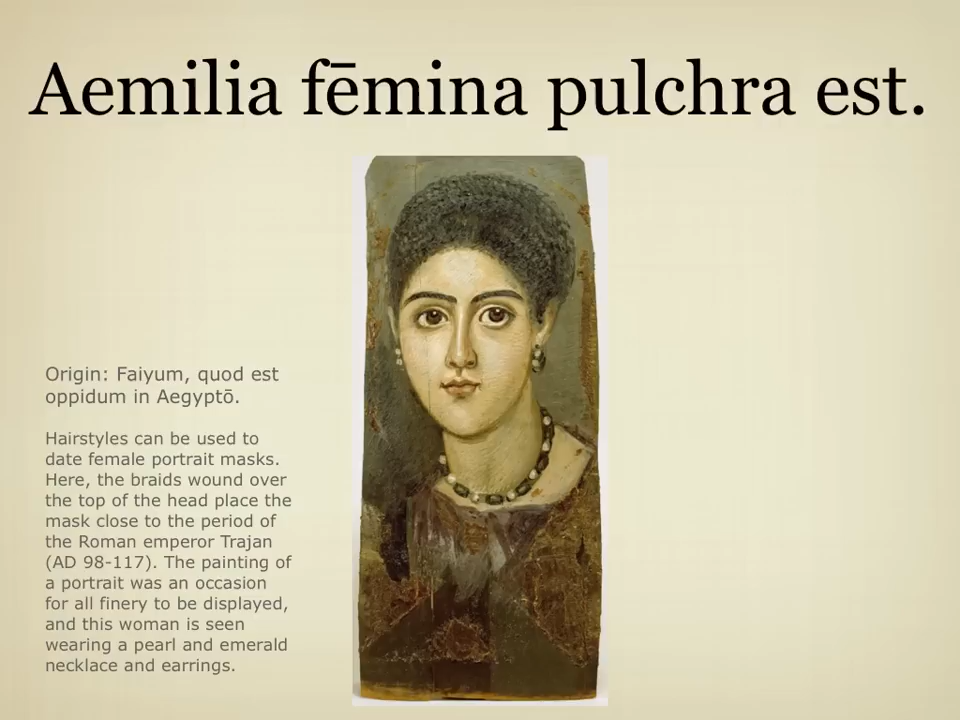 Aemilia fēmina pulchra est.
Origin: Faiyum, quod est
oppidum in Aegyptō.
Hairstyles can be used to
date female portrait masks.
Here, the braids wound over
the top of the head place the
mask close to the period of
the Roman emperor Trajan
(AD 98-117). The painting of
a portrait was an occasion
for all finery to be displayed,
and this woman is seen
wearing a pearl and emerald
necklace and earrings.